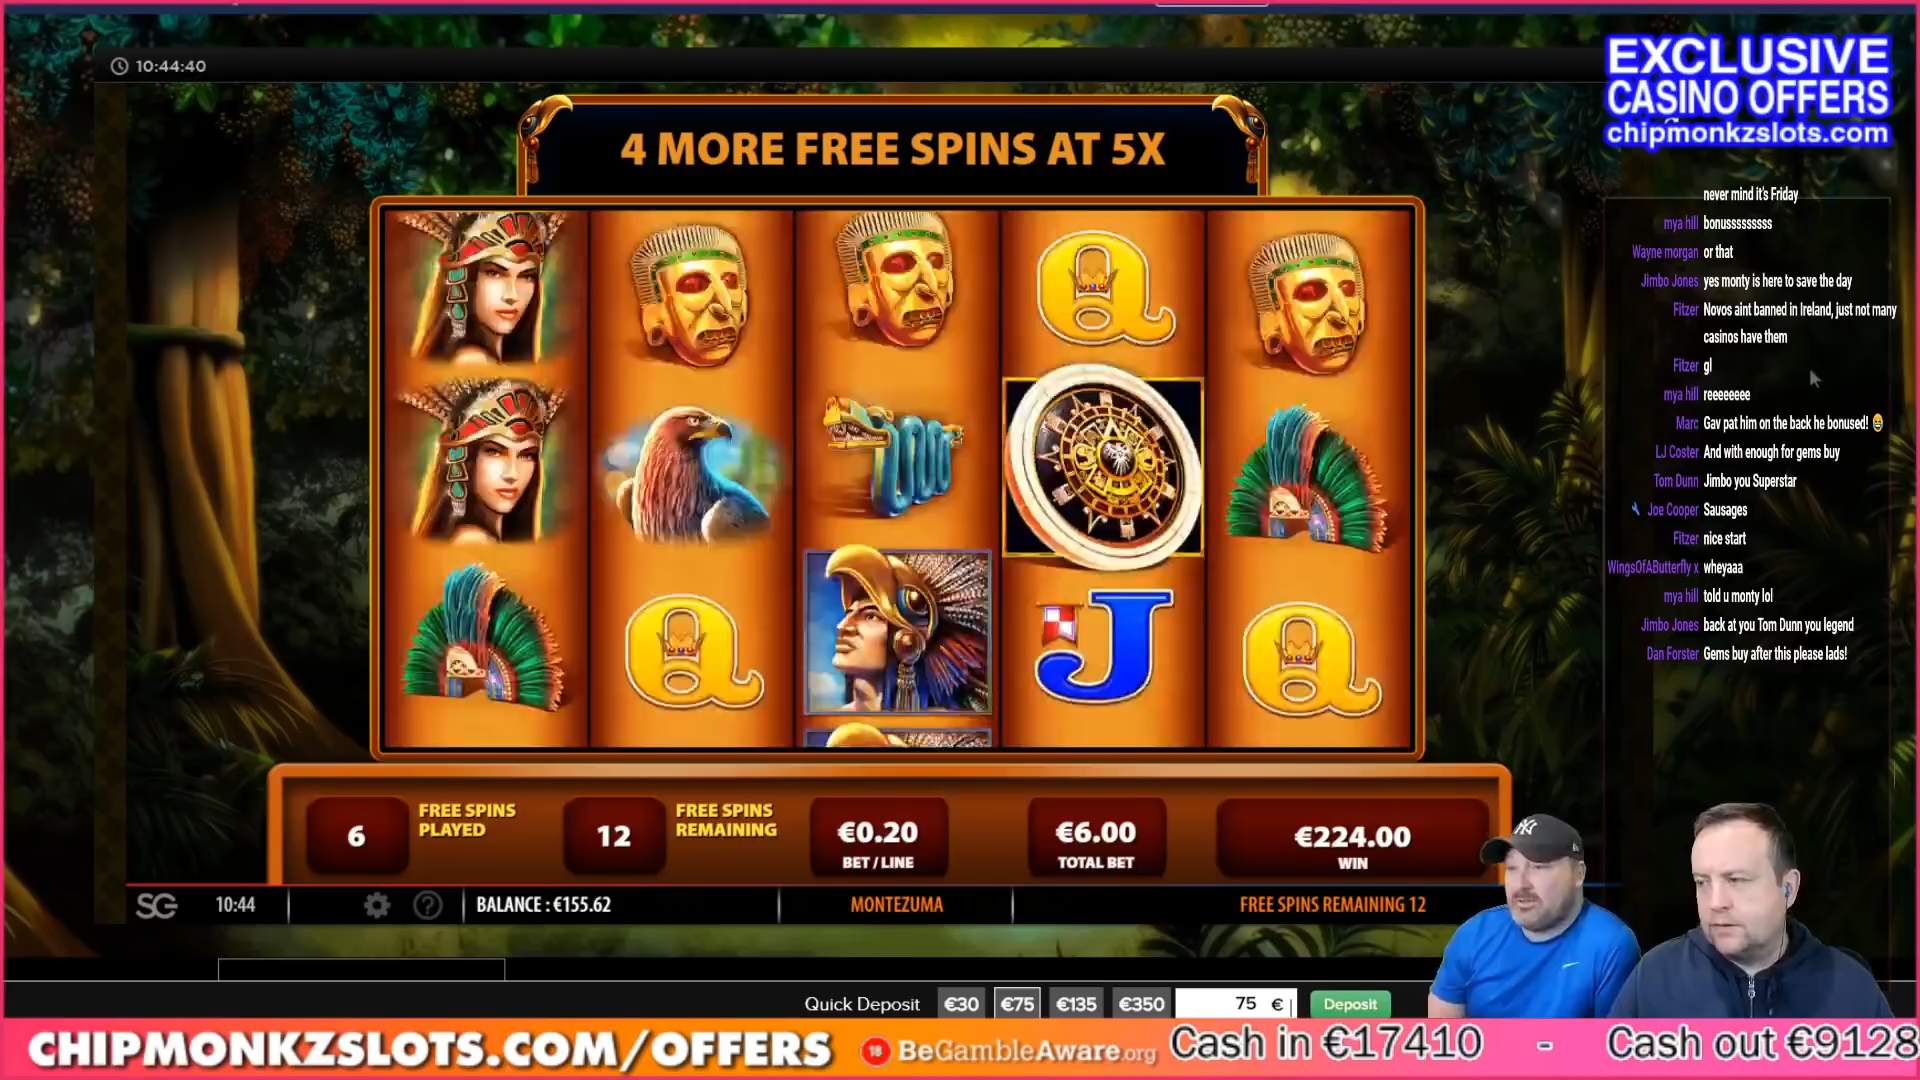 10:44:40
EXCLUSIVE
CASINO OFFERS
chipmonkzslots.com
4 MORE FREE SPINS AT 5X
never mind it's Friday
mya hill bonusssssssss
Wayne morgan or that
Jimbo Jones yes monty is here to save the day
Fitzer Novos aint banned in Ireland, just not many
casinos have them
Fitzer gl
mya hill reeeeeeee
Marc Gav pat him on the back he bonused! 😁
LJ Coster And with enough for gems buy
Tom Dunn Jimbo you Superstar
Joe Cooper Sausages
Fitzer nice start
WingsOfAButterfly x wheyaaa
mya hill told u monty lol
Jimbo Jones back at you Tom Dunn you legend
Dan Forster Gems buy after this please lads!
Q
J
Q
Q
6 FREE SPINS
PLAYED
12 FREE SPINS
REMAINING
€0.20
BET / LINE
€6.00
TOTAL BET
€224.00
WIN
NY
SG 10:44 ? BALANCE : €155.62 MONTEZUMA FREE SPINS REMAINING 12
Quick Deposit €30 €75 €135 €350 75 € Deposit
CHIPMONKZSLOTS.COM/OFFERS 18 BeGambleAware.org Cash in €17410 - Cash out €9128